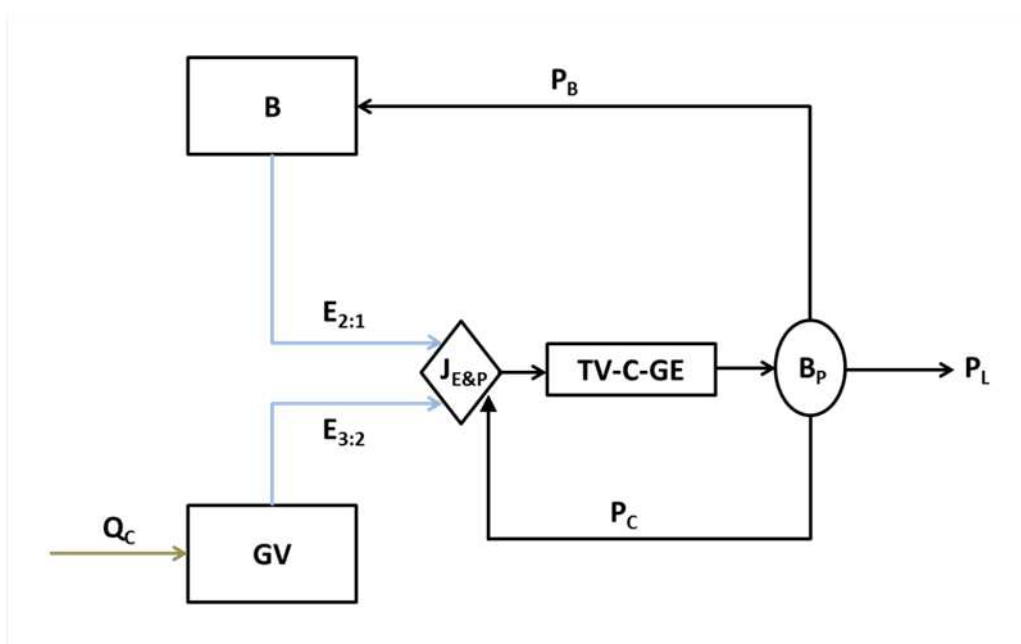 P_B
B
E_2:1
J_E&P
TV-C-GE
B_P
P_L
E_3:2
P_C
Q_C
GV